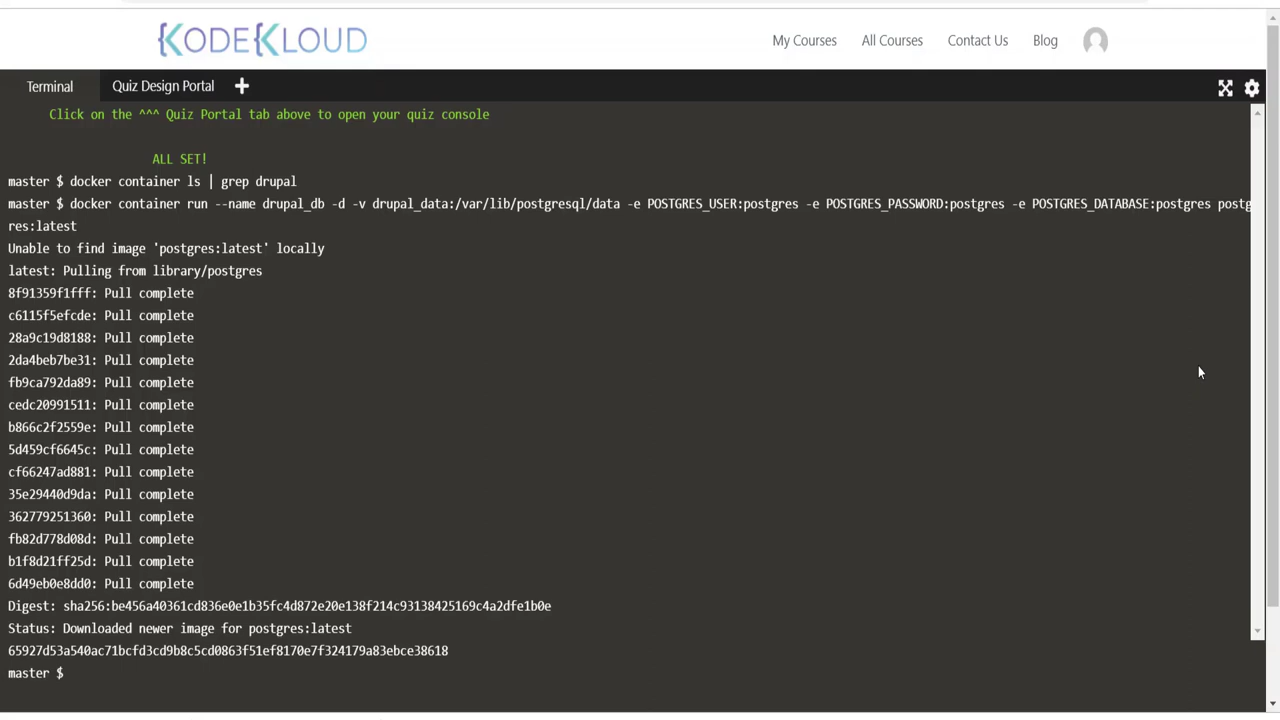 {KODE{KLOUD
My Courses All Courses Contact Us Blog
Terminal Quiz Design Portal
Click on the ^^^ Quiz Portal tab above to open your quiz console
ALL SET!
master $ docker container ls | grep drupal
master $ docker container run --name drupal_db -d -v drupal_data:/var/lib/postgresql/data -e POSTGRES_USER:postgres -e POSTGRES_PASSWORD:postgres -e POSTGRES_DATABASE:postgres postg
res:latest
Unable to find image 'postgres:latest' locally
latest: Pulling from library/postgres
8f91359f1fff: Pull complete
c6115f5efcde: Pull complete
28a9c19d8188: Pull complete
2da4beb7be31: Pull complete
fb9ca792da89: Pull complete
cedc20991511: Pull complete
b866c2f2559e: Pull complete
5d459cf6645c: Pull complete
cf66247ad881: Pull complete
35e29440d9da: Pull complete
362779251360: Pull complete
fb82d778d08d: Pull complete
b1f8d21ff25d: Pull complete
6d49eb0e8dd0: Pull complete
Digest: sha256:be456a40361cd836e0e1b35fc4d872e20e138f214c93138425169c4a2dfe1b0e
Status: Downloaded newer image for postgres:latest
65927d53a540ac71bcfd3cd9b8c5cd0863f51ef8170e7f324179a83ebce38618
master $